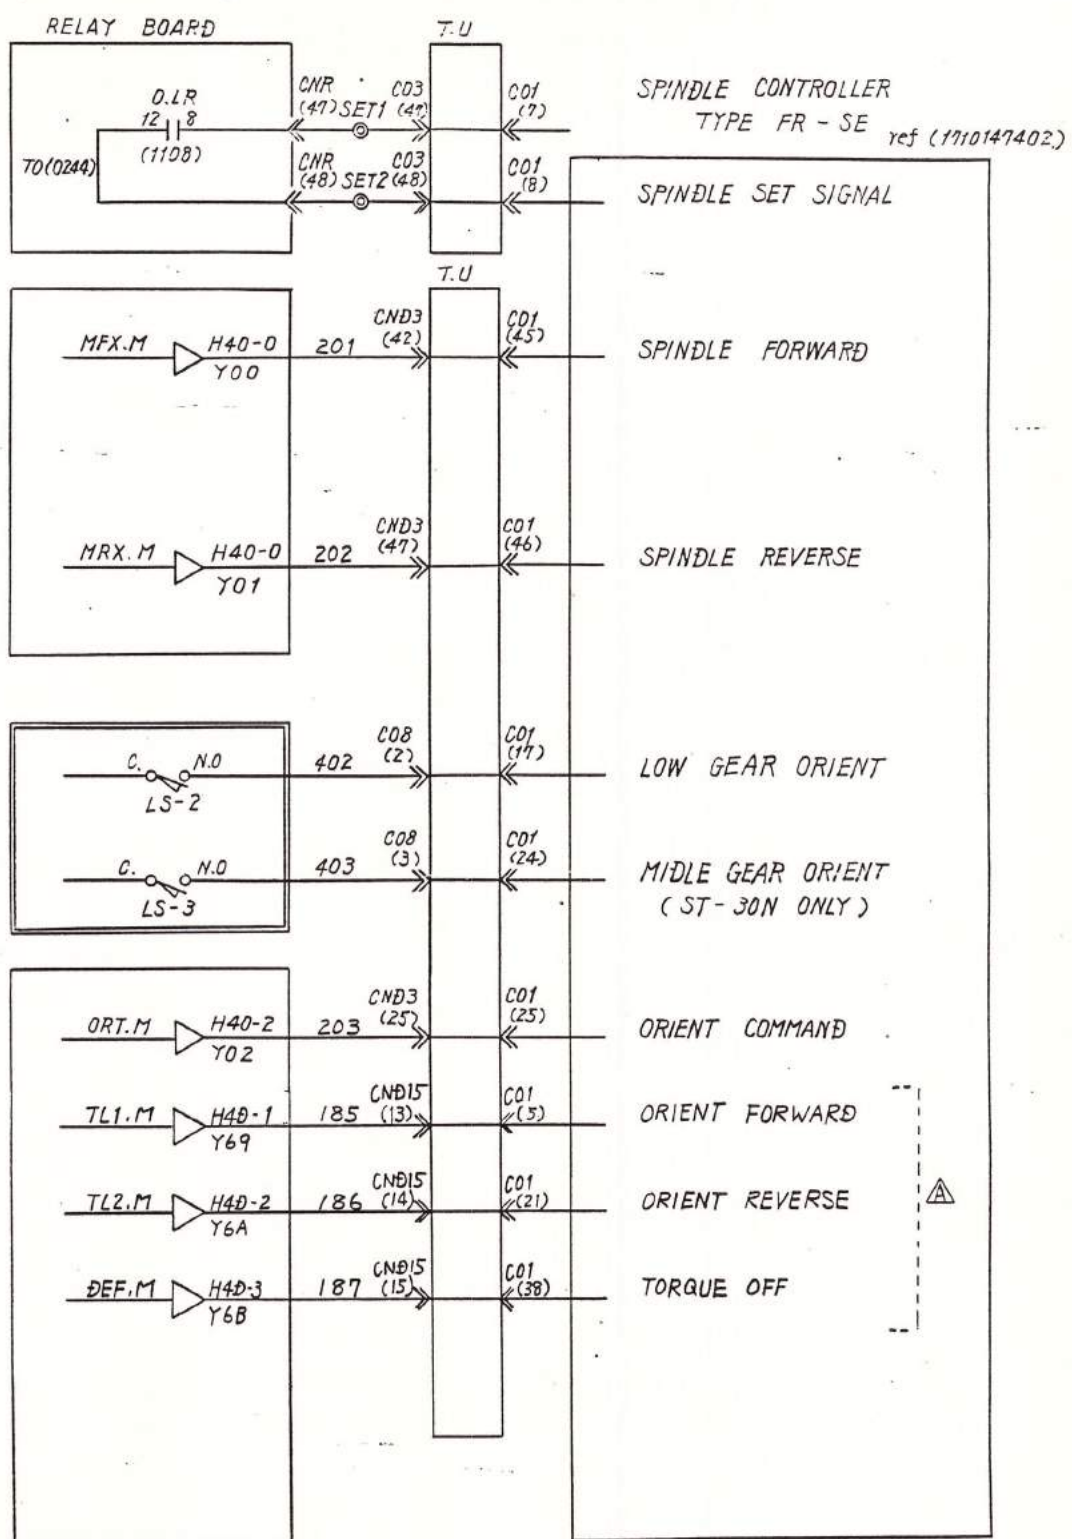 RELAY BOARD
T.U
SPINDLE CONTROLLER
TYPE FR-SE
ref (1710147402)
O.LR
12 8
(1108)
TO(0244)
CNR
(47) SET1
CO3
(47)
CO1
(7)
CNR
(48) SET2
CO3
(48)
CO1
(8)
SPINDLE SET SIGNAL
T.U
MFX.M
H40-0
Y00
201
CND3
(42)
CO1
(45)
SPINDLE FORWARD
MRX.M
H40-0
Y01
202
CND3
(47)
CO1
(46)
SPINDLE REVERSE
C. N.O
LS-2
402
CO8
(2)
CO1
(17)
LOW GEAR ORIENT
C. N.O
LS-3
403
CO8
(3)
CO1
(24)
MIDLE GEAR ORIENT
(ST-30N ONLY)
ORT.M
H40-2
Y02
203
CND3
(25)
CO1
(25)
ORIENT COMMAND
TL1.M
H4D-1
Y69
185
CND15
(13)
CO1
(5)
ORIENT FORWARD
TL2.M
H4D-2
Y6A
186
CND15
(14)
CO1
(21)
ORIENT REVERSE
A
DEF.M
H4D-3
Y6B
187
CND15
(15)
CO1
(38)
TORQUE OFF